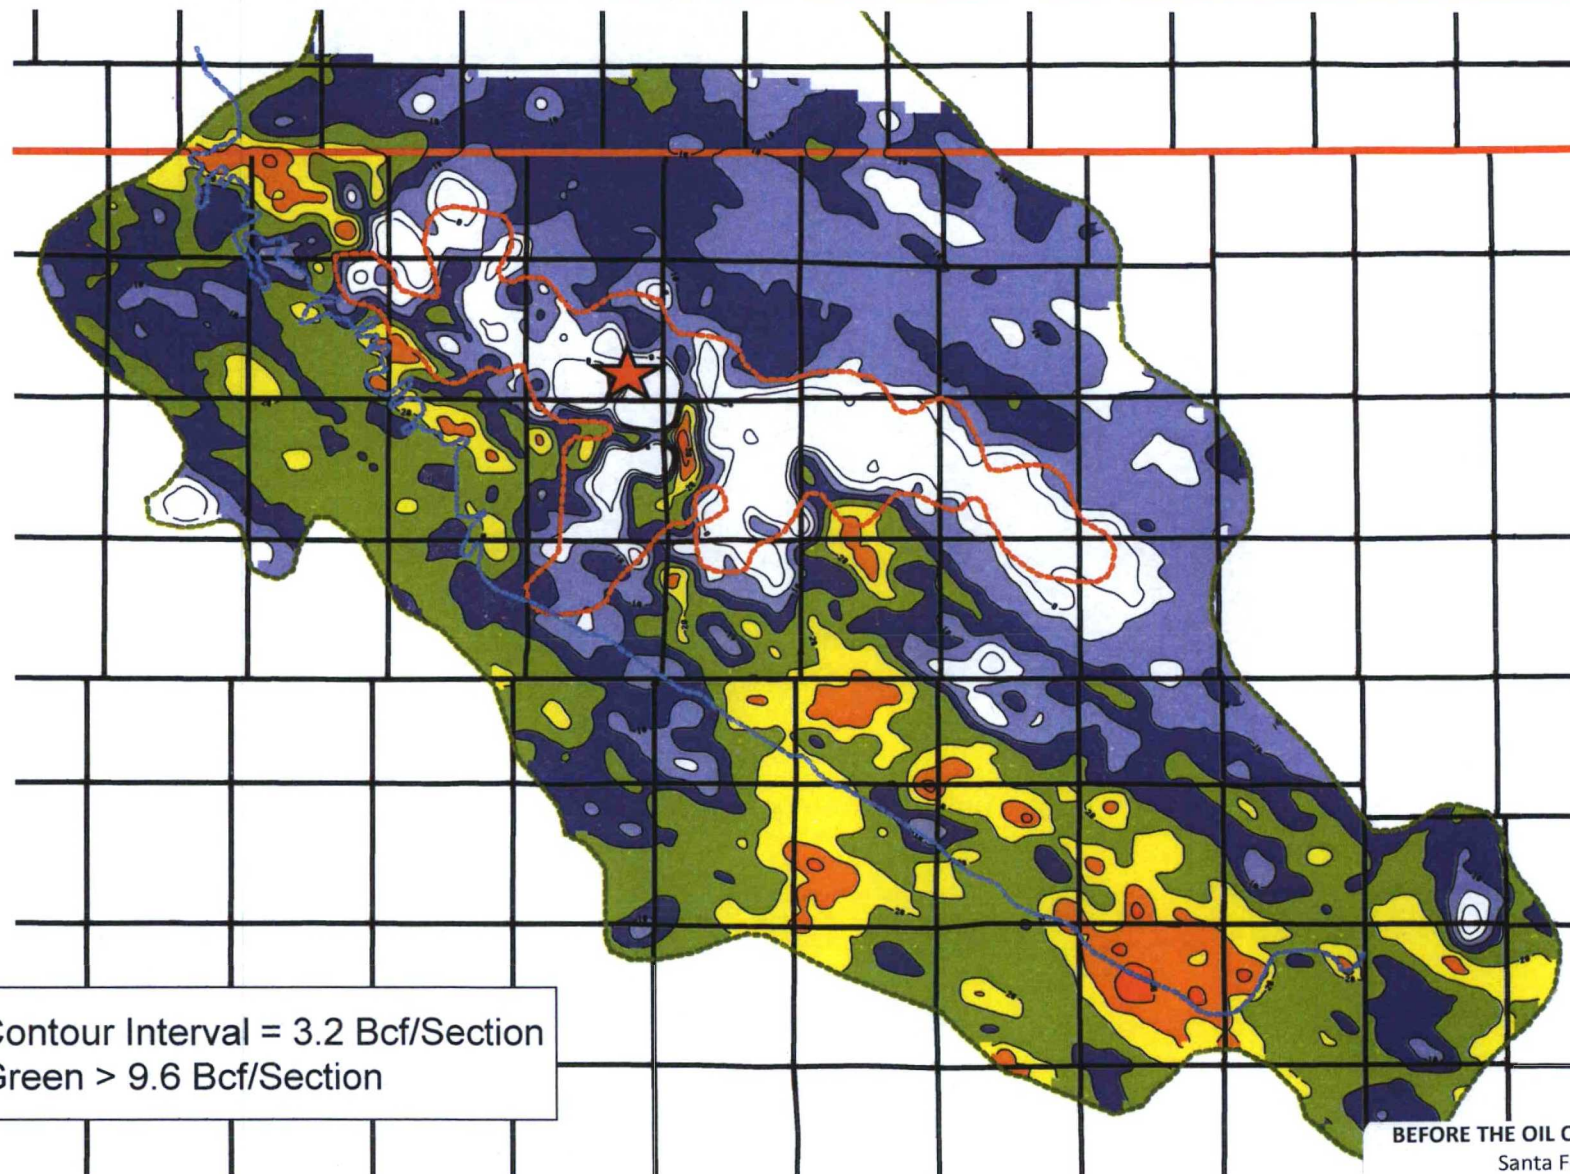 Contour Interval = 3.2 Bcf/Section
Green > 9.6 Bcf/Section
BEFORE THE OIL C
Santa F